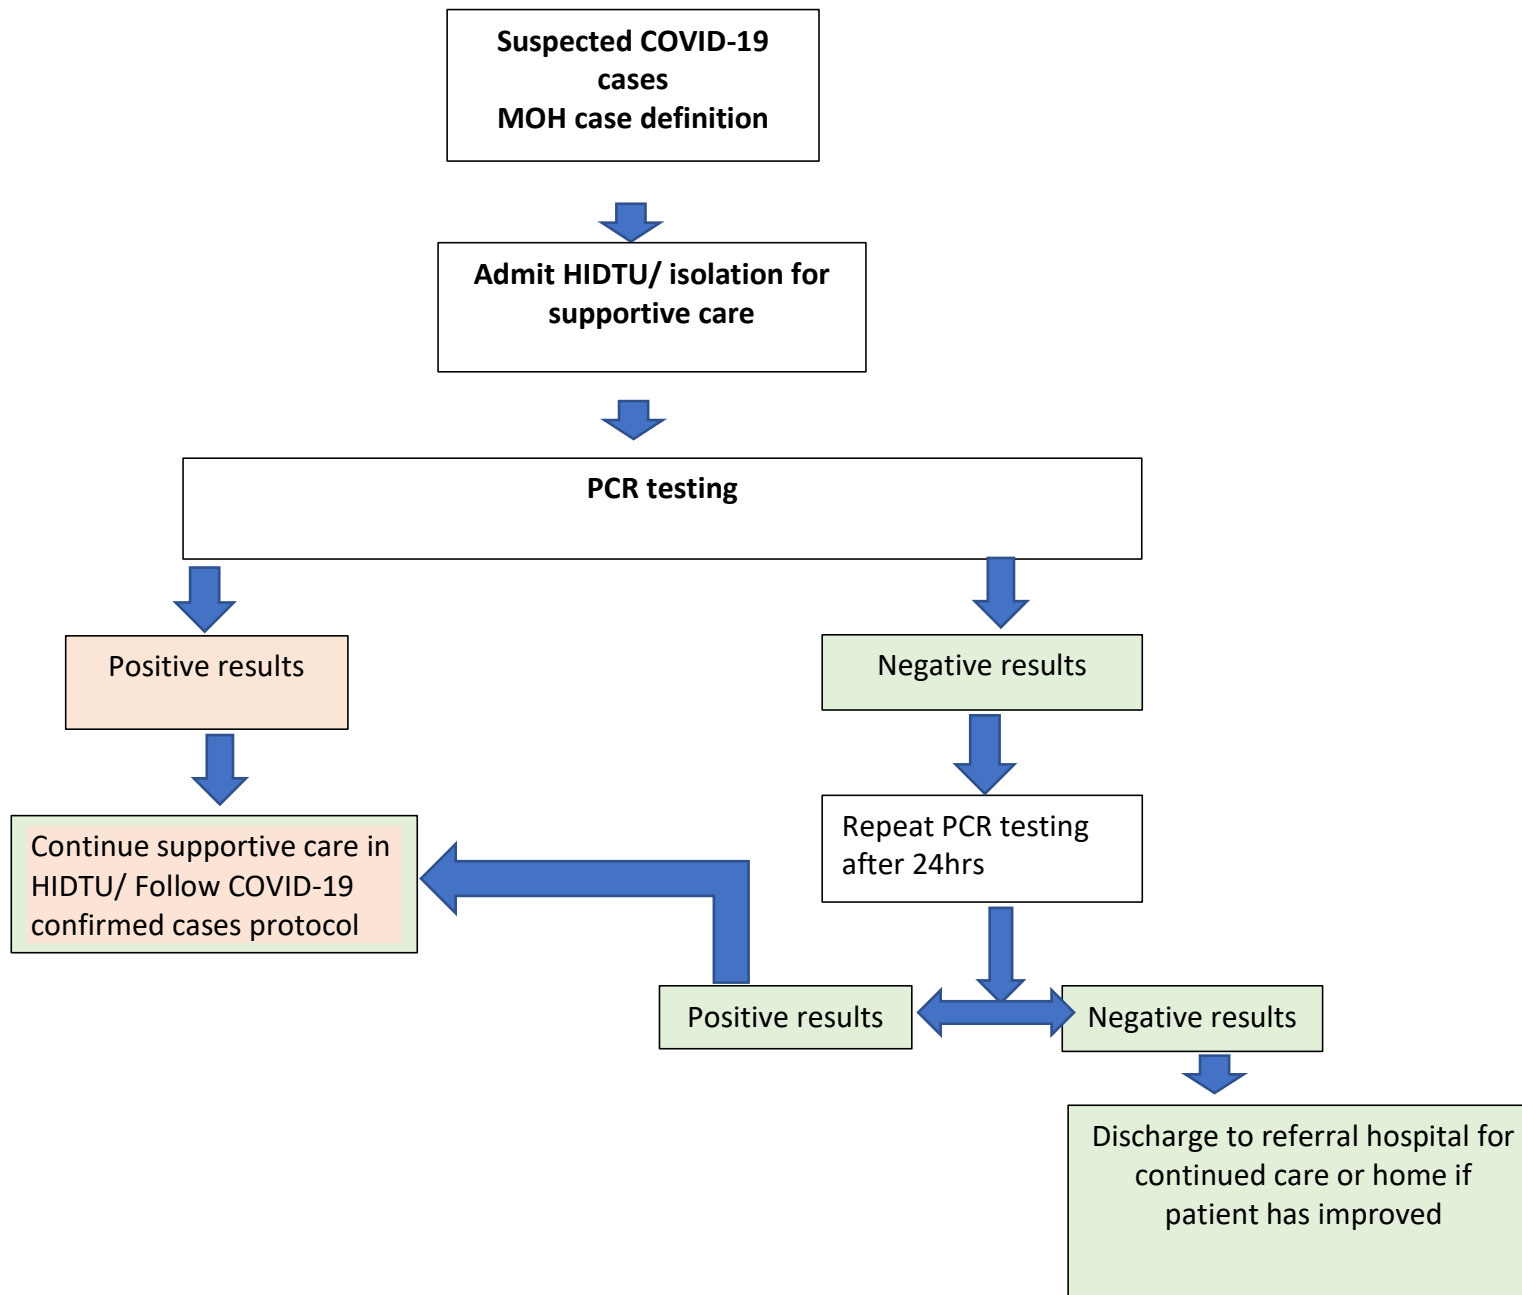 Suspected COVID-19
cases
MOH case definition
Admit HIDTU/ isolation for
supportive care
PCR testing
Positive results
Negative results
Continue supportive care in
HIDTU/ Follow COVID-19
confirmed cases protocol
Repeat PCR testing
after 24hrs
Positive results
Negative results
Discharge to referral hospital for
continued care or home if
patient has improved